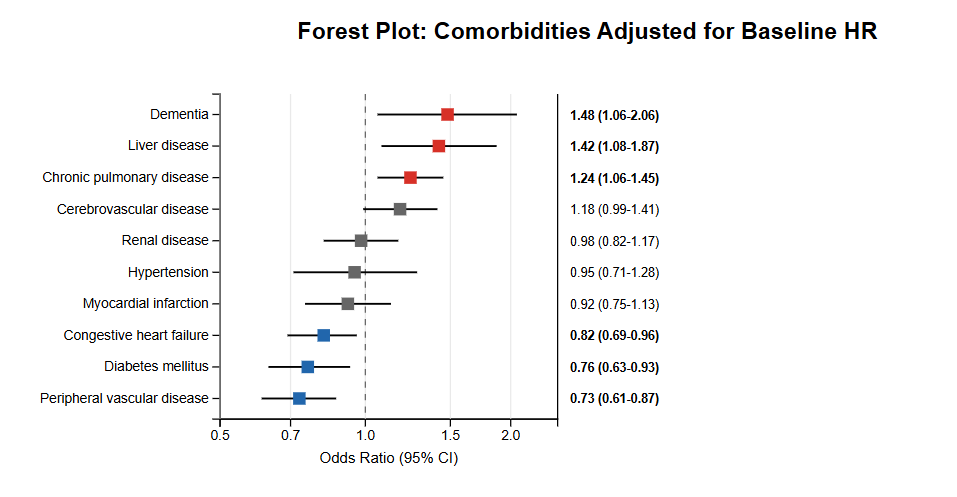 Forest Plot: Comorbidities Adjusted for Baseline HR
Dementia 1.48 (1.06-2.06)
Liver disease 1.42 (1.08-1.87)
Chronic pulmonary disease 1.24 (1.06-1.45)
Cerebrovascular disease 1.18 (0.99-1.41)
Renal disease 0.98 (0.82-1.17)
Hypertension 0.95 (0.71-1.28)
Myocardial infarction 0.92 (0.75-1.13)
Congestive heart failure 0.82 (0.69-0.96)
Diabetes mellitus 0.76 (0.63-0.93)
Peripheral vascular disease 0.73 (0.61-0.87)
0.5 0.7 1.0 1.5 2.0
Odds Ratio (95% CI)